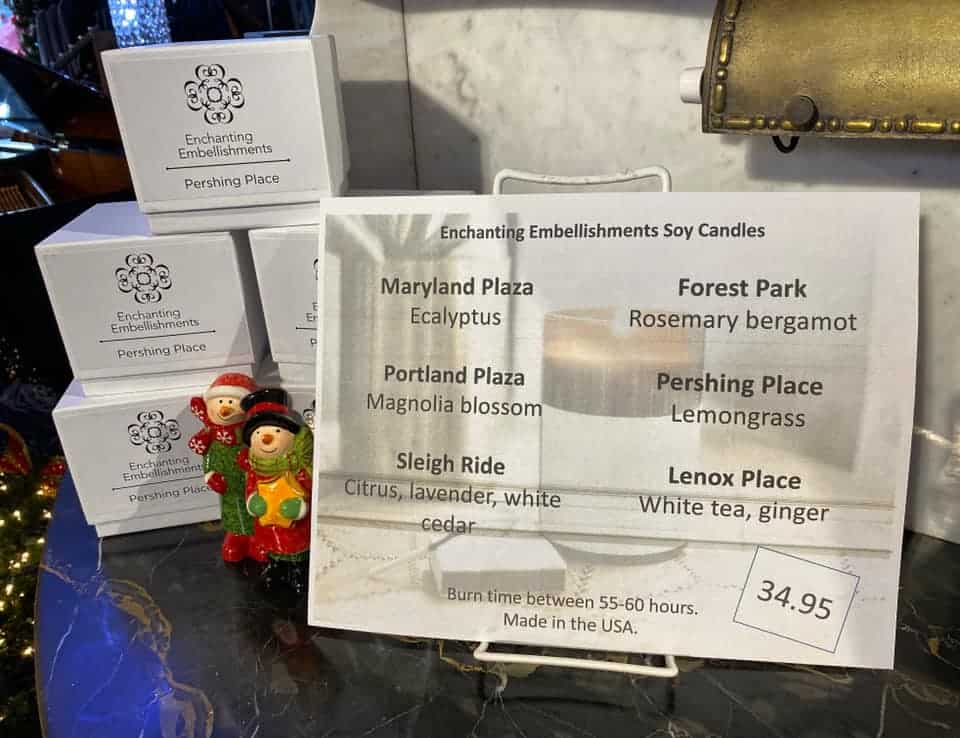 Enchanting
Embellishments
Pershing Place
Enchanting
Embellishments
Pershing Place
Enchanting
Embellishments
Pershing Place
Enchanting Embellishments Soy Candles
Maryland Plaza
Ecalyptus
Portland Plaza
Magnolia blossom
Sleigh Ride
Citrus, lavender, white
cedar
Forest Park
Rosemary bergamot
Pershing Place
Lemongrass
Lenox Place
White tea, ginger
Burn time between 55-60 hours.
Made in the USA.
34.95